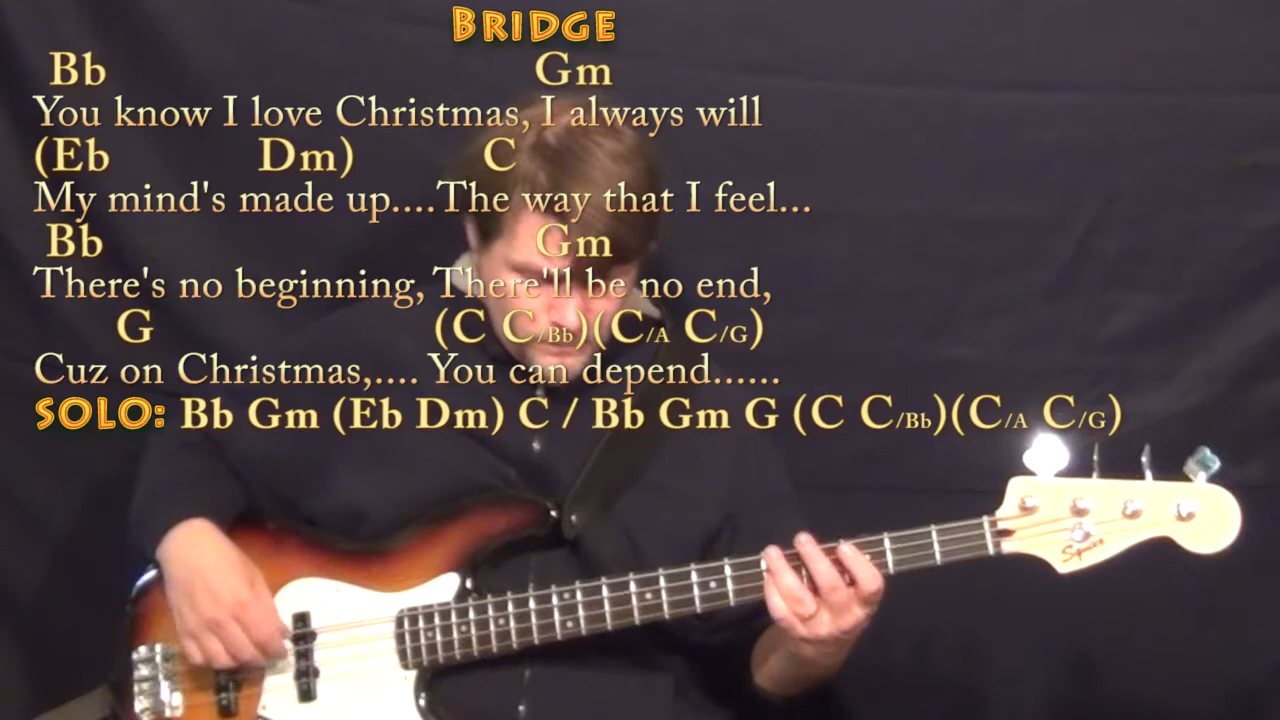 BRIDGE
Bb Gm
You know I love Christmas, I always will
(Eb Dm) C
My mind's made up....The way that I feel...
Bb Gm
There's no beginning, There'll be no end,
G (C C/Bb)(C/A C/G)
Cuz on Christmas,.... You can depend......
SOLO: Bb Gm (Eb Dm) C / Bb Gm G (C C/Bb)(C/A C/G)
Squier